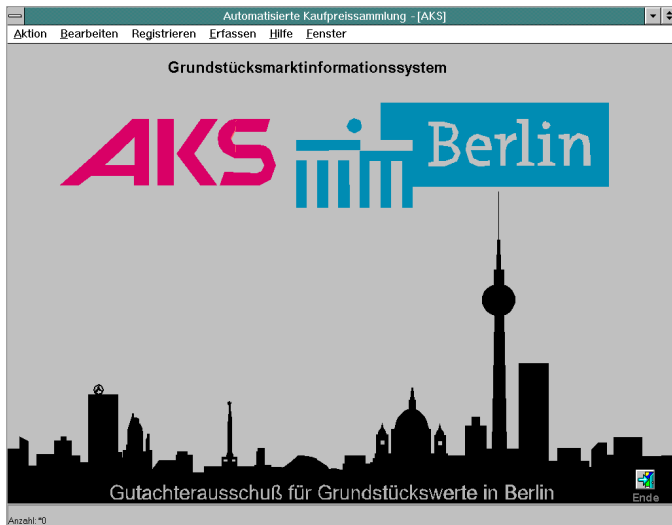 Automatisierte Kaufpreissammlung - [AKS]
Aktion Bearbeiten Registrieren Erfassen Hilfe Fenster
Grundstücksmarktinformationssystem
AKS Berlin
Gutachterausschuß für Grundstückswerte in Berlin
Ende
Anzahl: *0